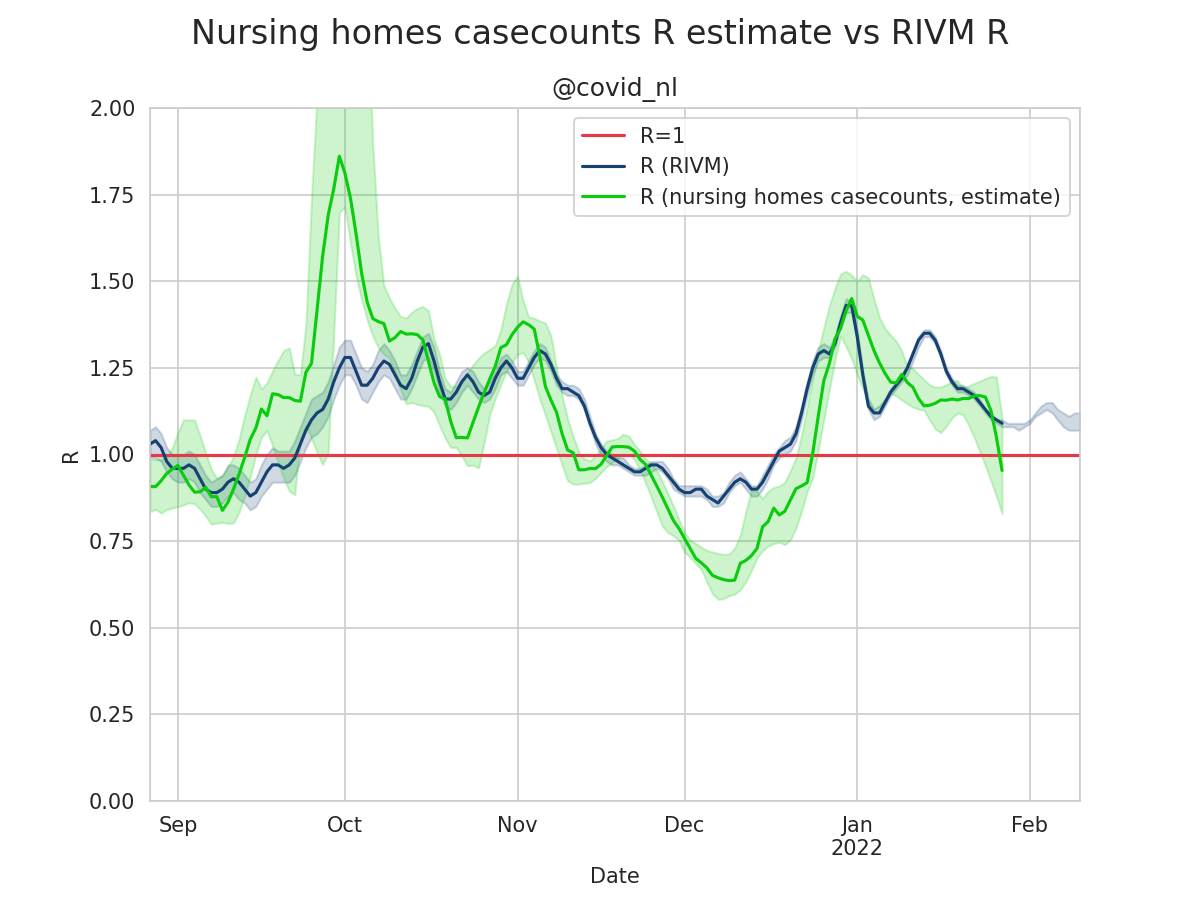 Nursing homes casecounts R estimate vs RIVM R
@covid_nl
R=1
R (RIVM)
R (nursing homes casecounts, estimate)
2.00
1.75
1.50
1.25
1.00
0.75
0.50
0.25
0.00
R
Sep Oct Nov Dec Jan Feb
2022
Date